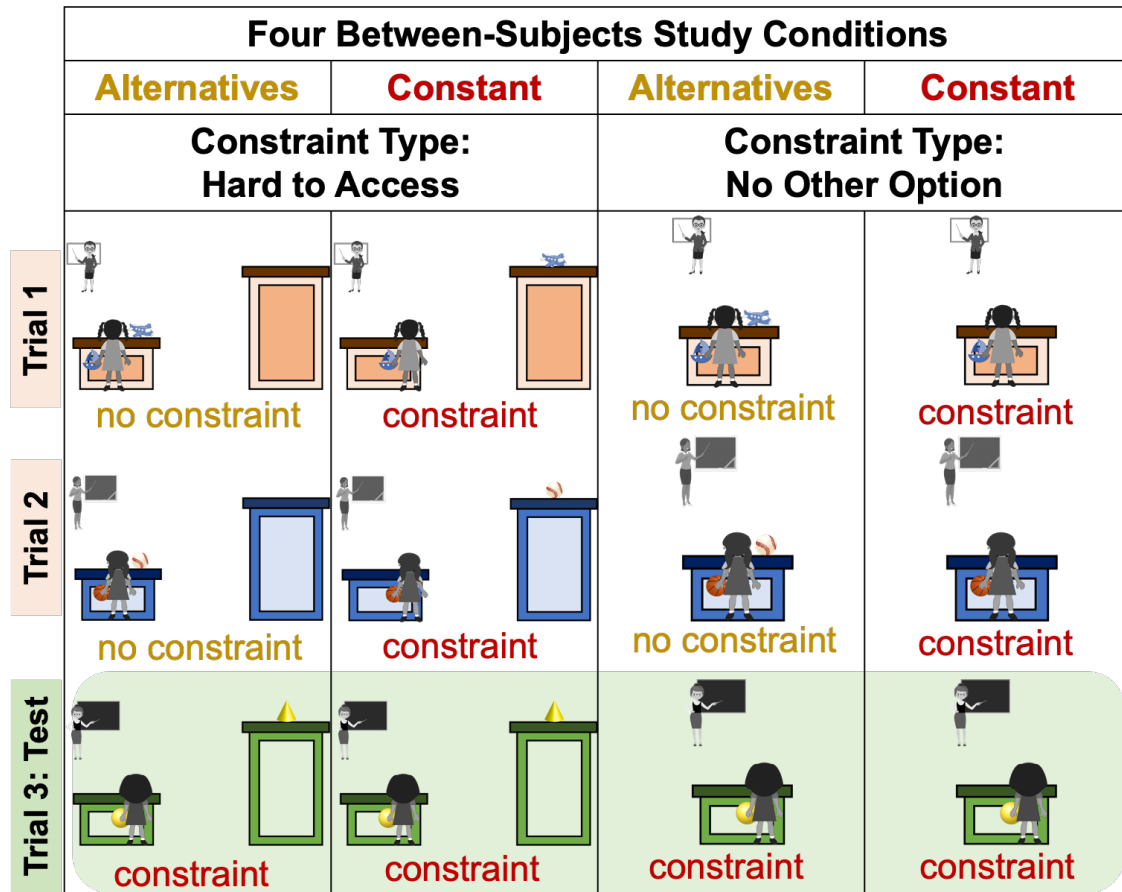 Four Between-Subjects Study Conditions
Alternatives
Constant
Alternatives
Constant
Constraint Type:
Hard to Access
Constraint Type:
No Other Option
Trial 1
no constraint
constraint
no constraint
constraint
Trial 2
no constraint
constraint
no constraint
constraint
Trial 3: Test
constraint
constraint
constraint
constraint